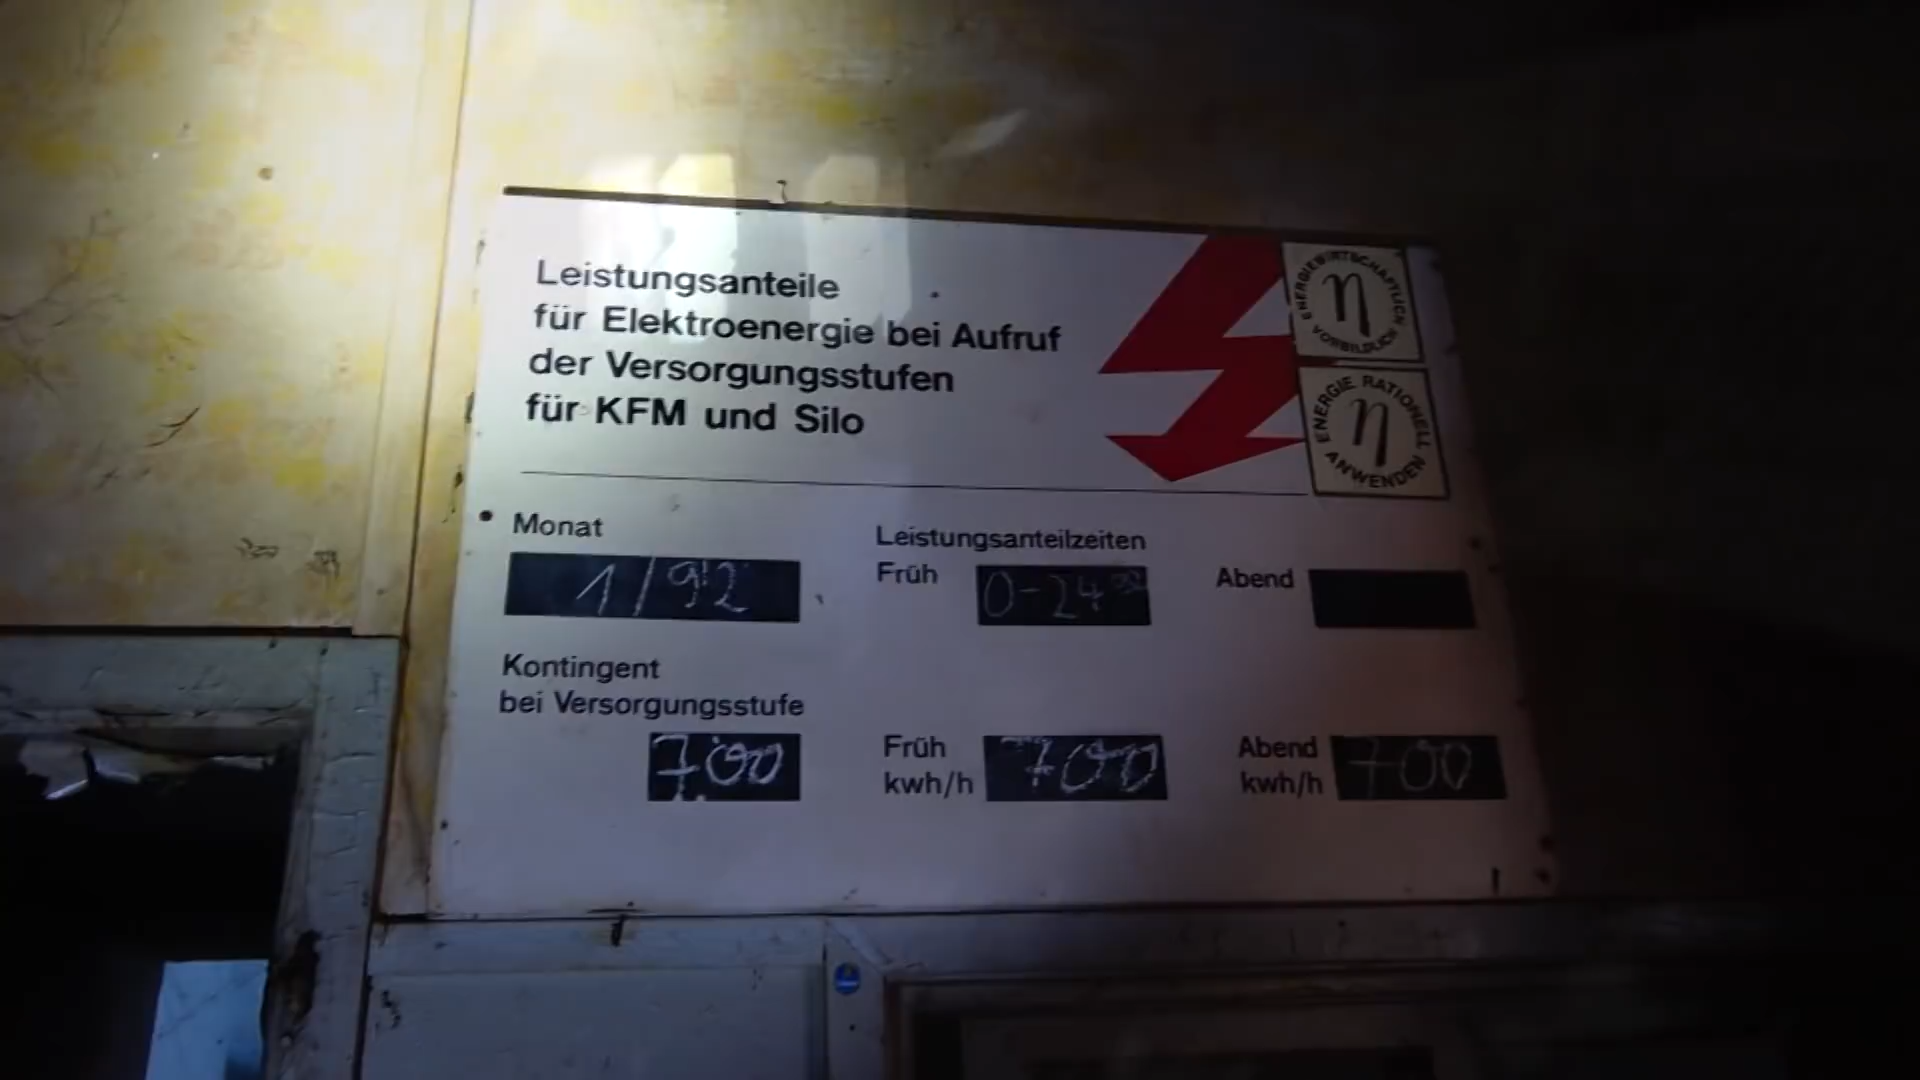 Leistungsanteile
für Elektroenergie bei Aufruf
der Versorgungsstufen
für KFM und Silo
ENERGIEWIRTSCHAFTLICH VORBILDLICH
η
ENERGIE RATIONELL ANWENDEN
η
Monat
1/92
Leistungsanteilzeiten
Früh 0-24⁰⁰
Abend
Kontingent
bei Versorgungsstufe
700
Früh
kwh/h 700
Abend
kwh/h 700